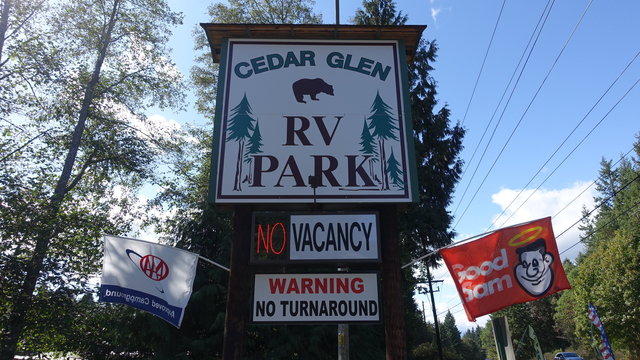 CEDAR GLEN
RV
PARK
NO VACANCY
WARNING
NO TURNAROUND
AAA
Approved Campground
Good
Sam